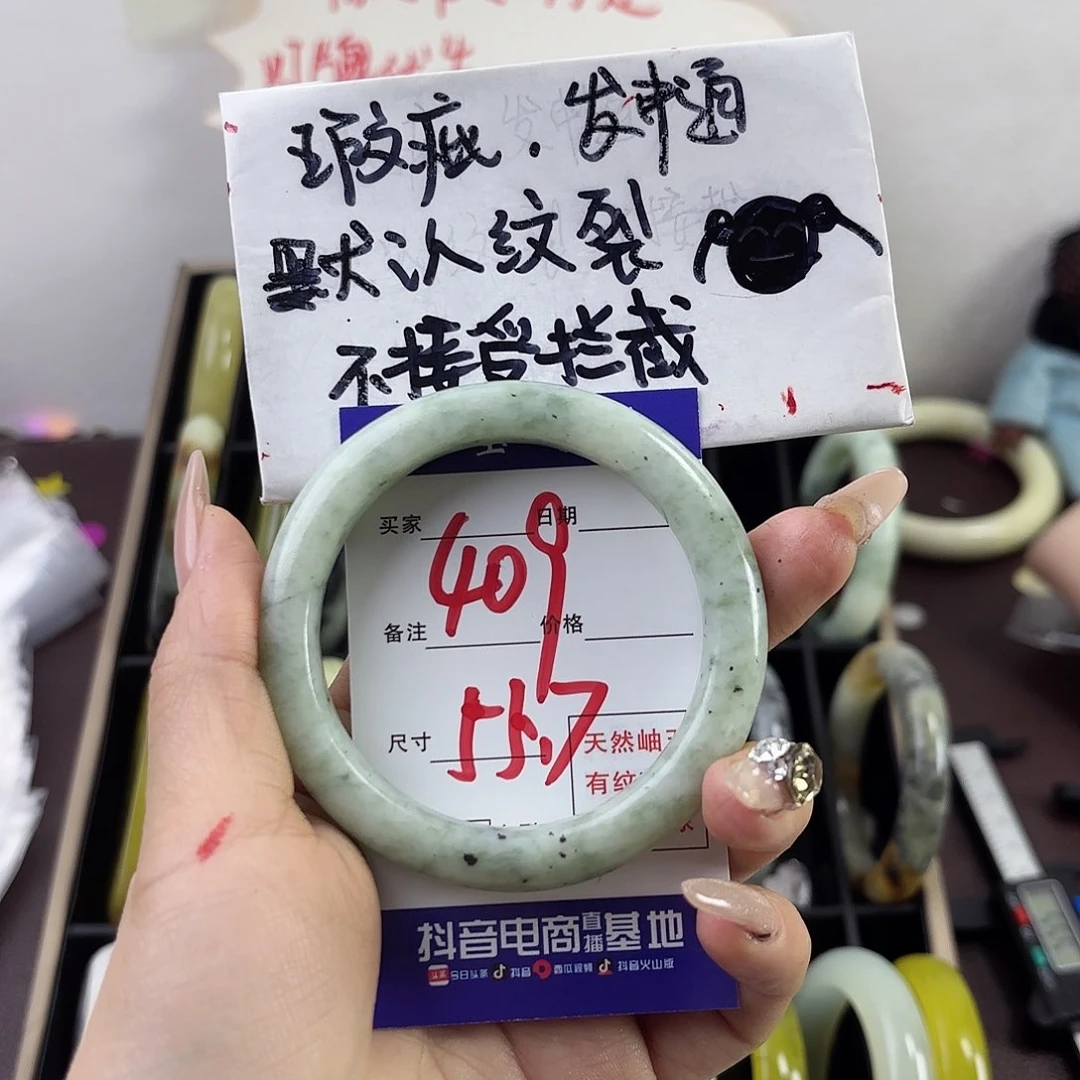 瑕疵．发耕植
默认纹裂
不接受拦截
买家
日期
409
备注
价格
尺寸
55.7
天然岫玉
有纹
抖音电商直播基地
今日头条 抖音 西瓜视频 抖音火山版